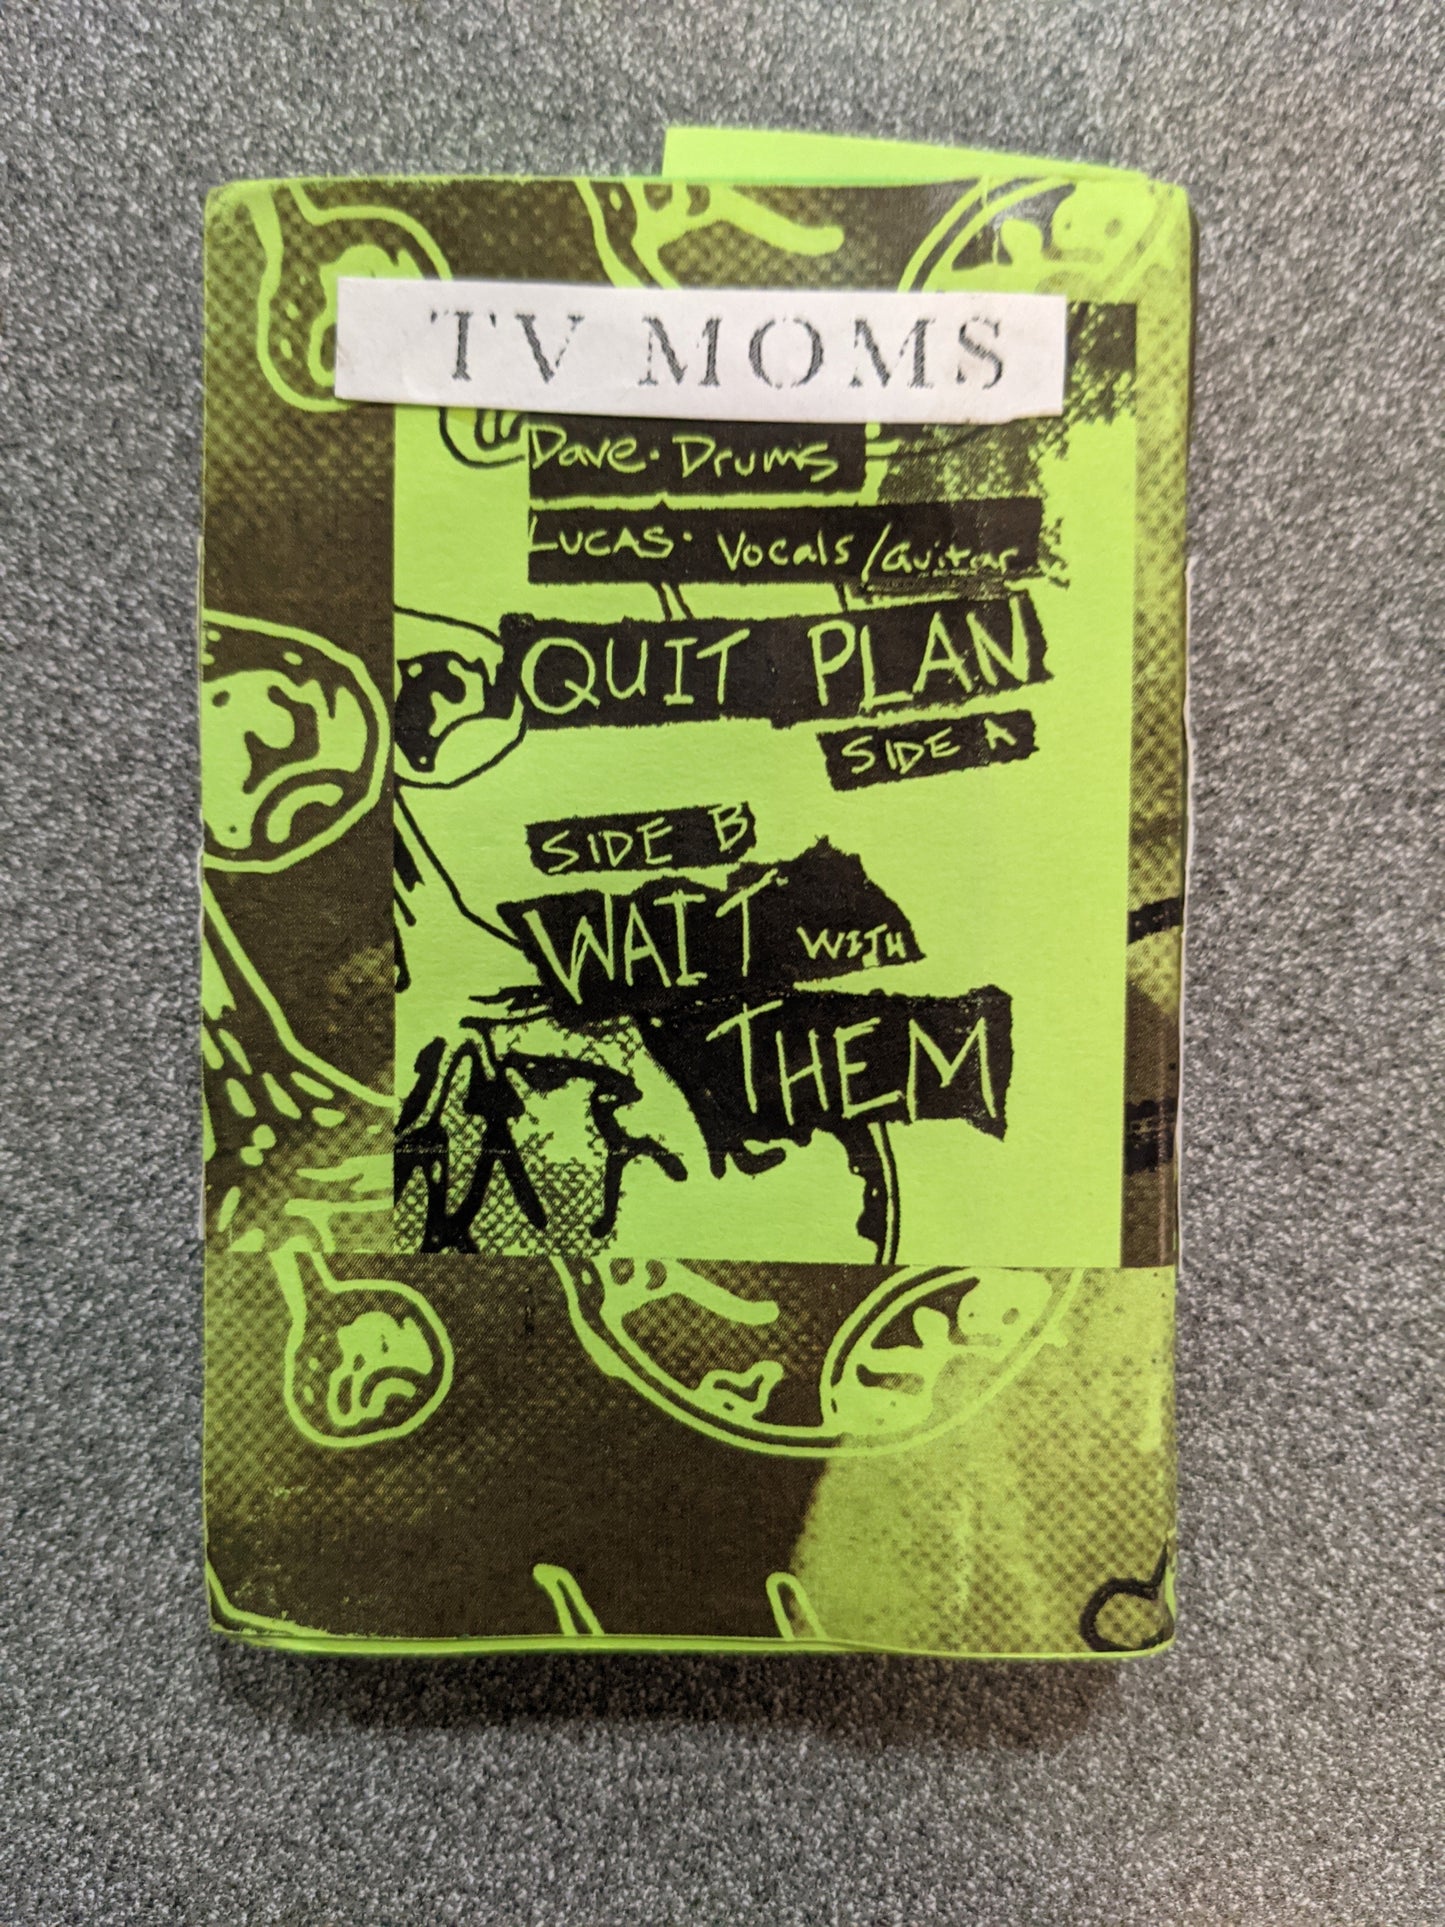 TV MOMS
Dave · Drums
Lucas · Vocals/Guitar
QUIT PLAN
SIDE A
SIDE B
WAIT WITH
THEM